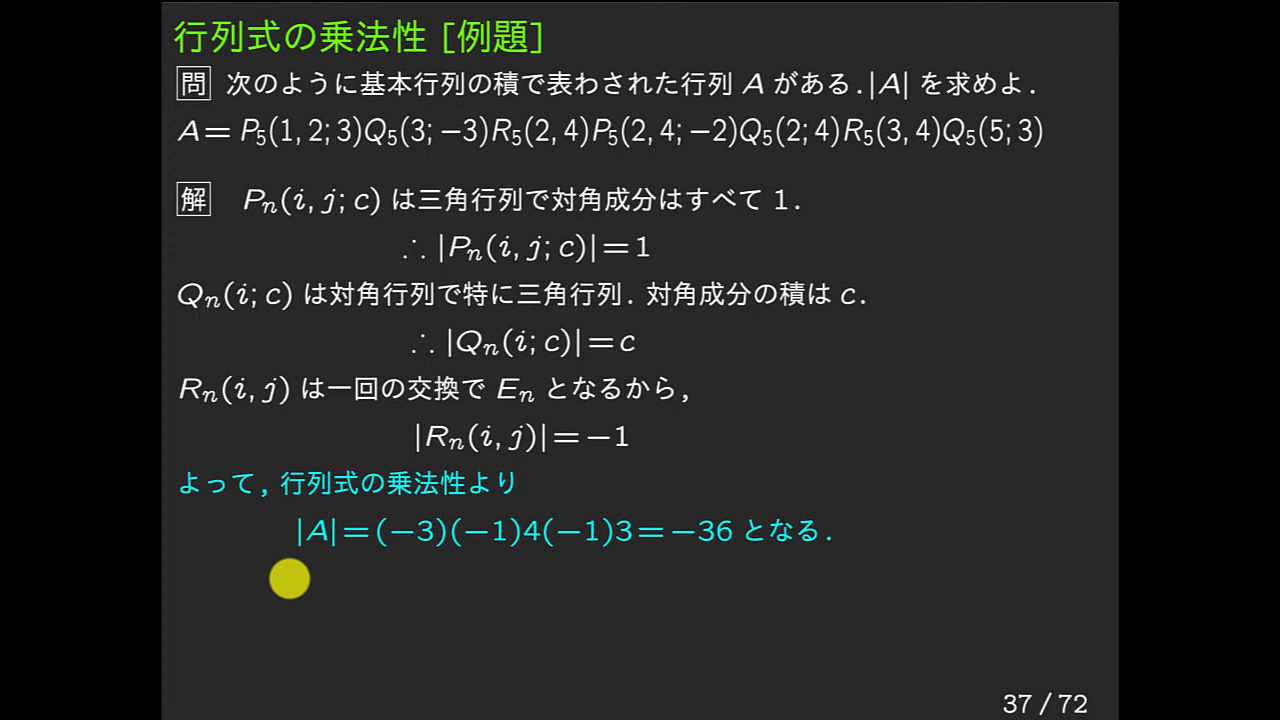 行列式の乗法性 [例題]
問 次のように基本行列の積で表わされた行列 A がある.|A| を求めよ.
A=P₅(1,2;3)Q₅(3;−3)R₅(2,4)P₅(2,4;−2)Q₅(2;4)R₅(3,4)Q₅(5;3)
解 Pₙ(i,j;c) は三角行列で対角成分はすべて 1.
∴ |Pₙ(i,j;c)|=1
Qₙ(i;c) は対角行列で特に三角行列. 対角成分の積は c.
∴ |Qₙ(i;c)|=c
Rₙ(i,j) は一回の交換で Eₙ となるから,
|Rₙ(i,j)|=−1
よって, 行列式の乗法性より
|A|=(−3)(−1)4(−1)3=−36 となる.
37 / 72